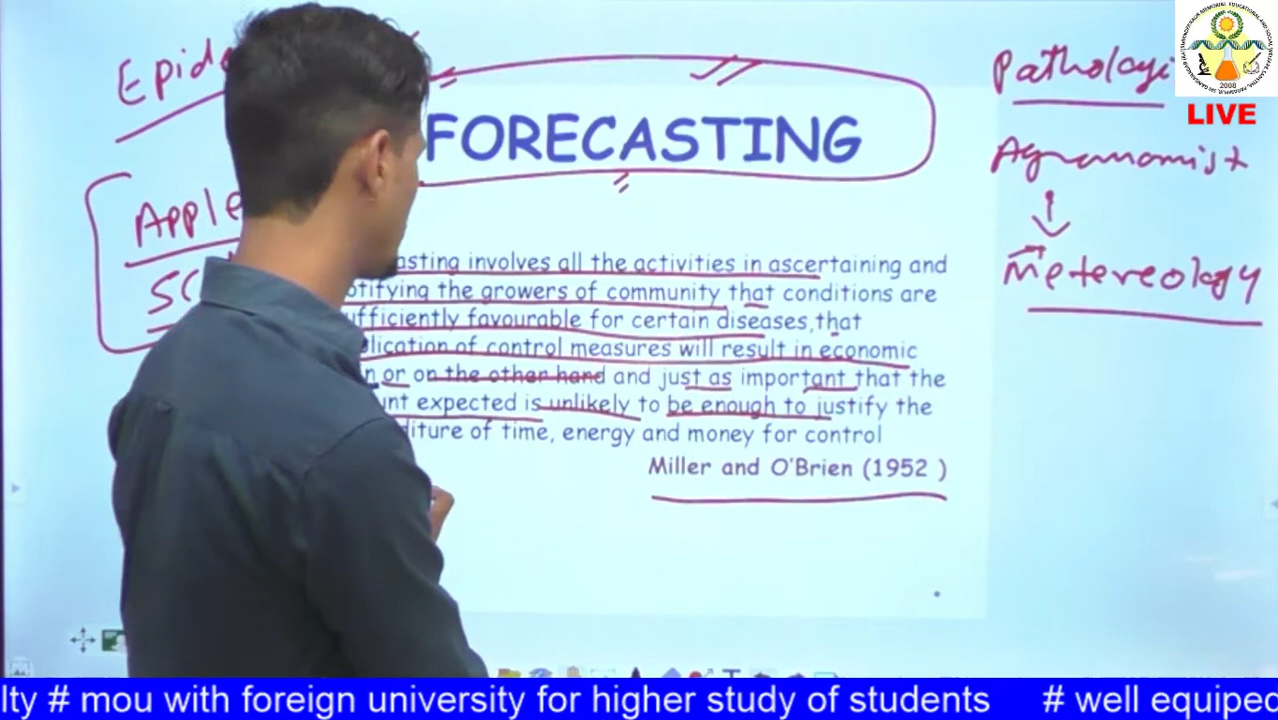 FORECASTING
asting involves all the activities in ascertaining and
otifying the growers of community that conditions are
ufficiently favourable for certain diseases,that
lication of control measures will result in economic
n or on the other hand and just as important that the
unt expected is unlikely to be enough to justify the
diture of time, energy and money for control
Miller and O'Brien (1952 )
Epide
Apple
SC
Pathologi
Agronomist
Metereology
2008
LIVE
lty # mou with foreign university for higher study of students # well equiped